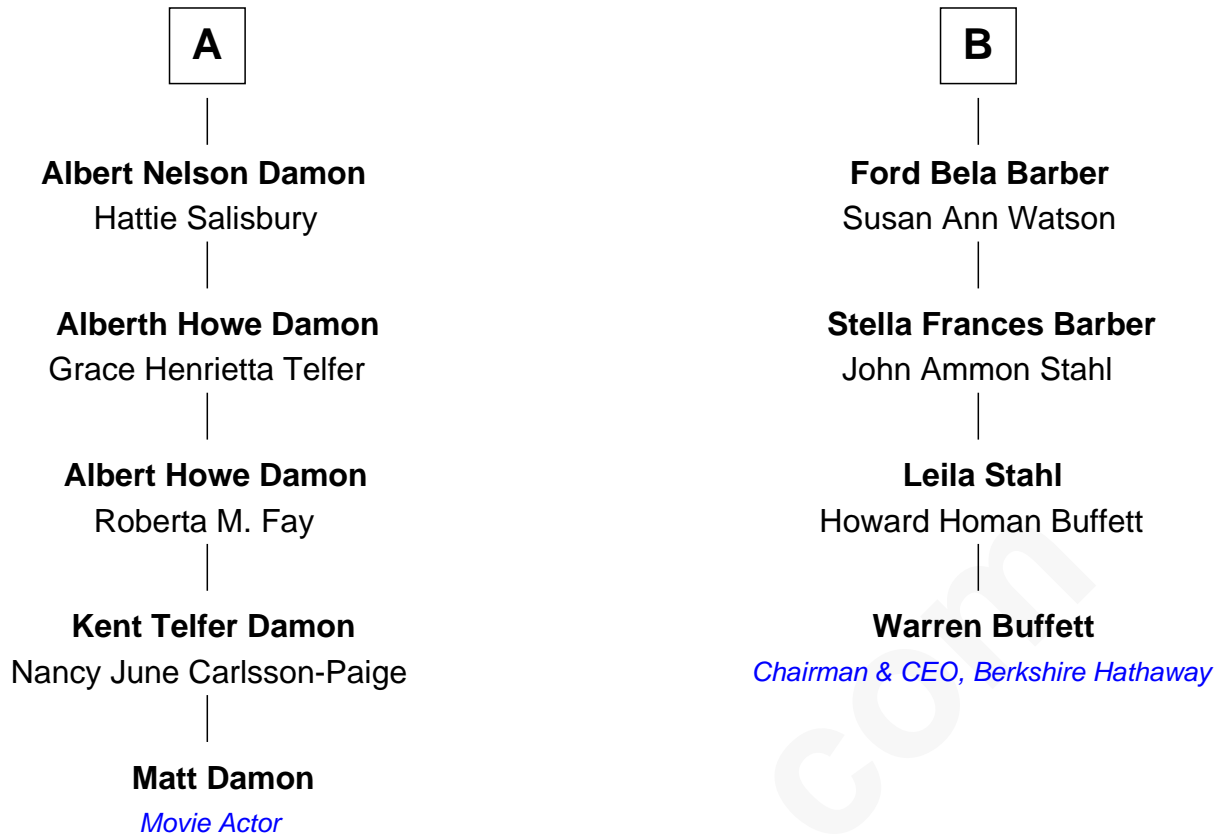 A
Albert Nelson Damon
Hattie Salisbury
Alberth Howe Damon
Grace Henrietta Telfer
Albert Howe Damon
Roberta M. Fay
Kent Telfer Damon
Nancy June Carlsson-Paige
Matt Damon
Movie Actor
B
Ford Bela Barber
Susan Ann Watson
Stella Frances Barber
John Ammon Stahl
Leila Stahl
Howard Homan Buffett
Warren Buffett
Chairman & CEO, Berkshire Hathaway
com